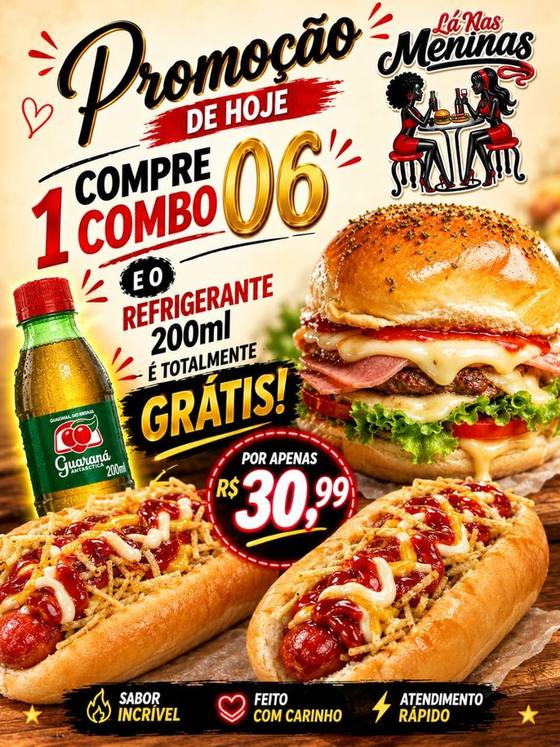 Promoção
DE HOJE
Lá Nas
Meninas
1 COMPRE
COMBO 06
E O
REFRIGERANTE
200ml
É TOTALMENTE
GRÁTIS!
Guaraná
ANTARCTICA
200ml
POR APENAS
R$ 30,99
SABOR
INCRÍVEL
FEITO
COM CARINHO
ATENDIMENTO
RÁPIDO